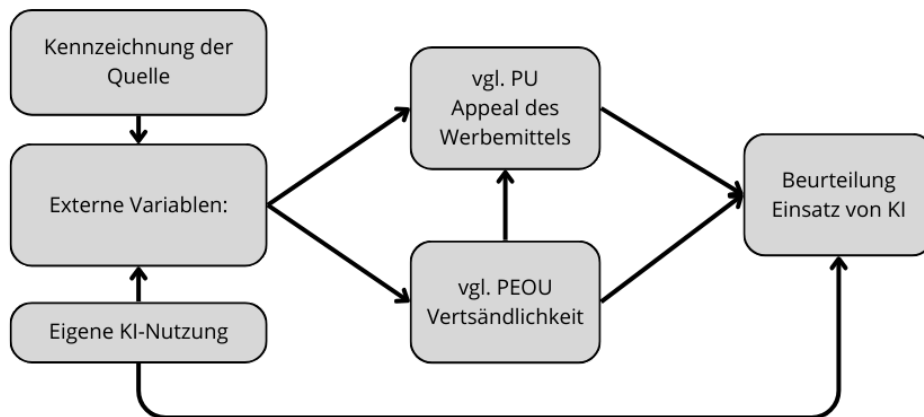 Kennzeichnung der
Quelle
Externe Variablen:
Eigene KI-Nutzung
vgl. PU
Appeal des
Werbemittels
vgl. PEOU
Vertsändlichkeit
Beurteilung
Einsatz von KI